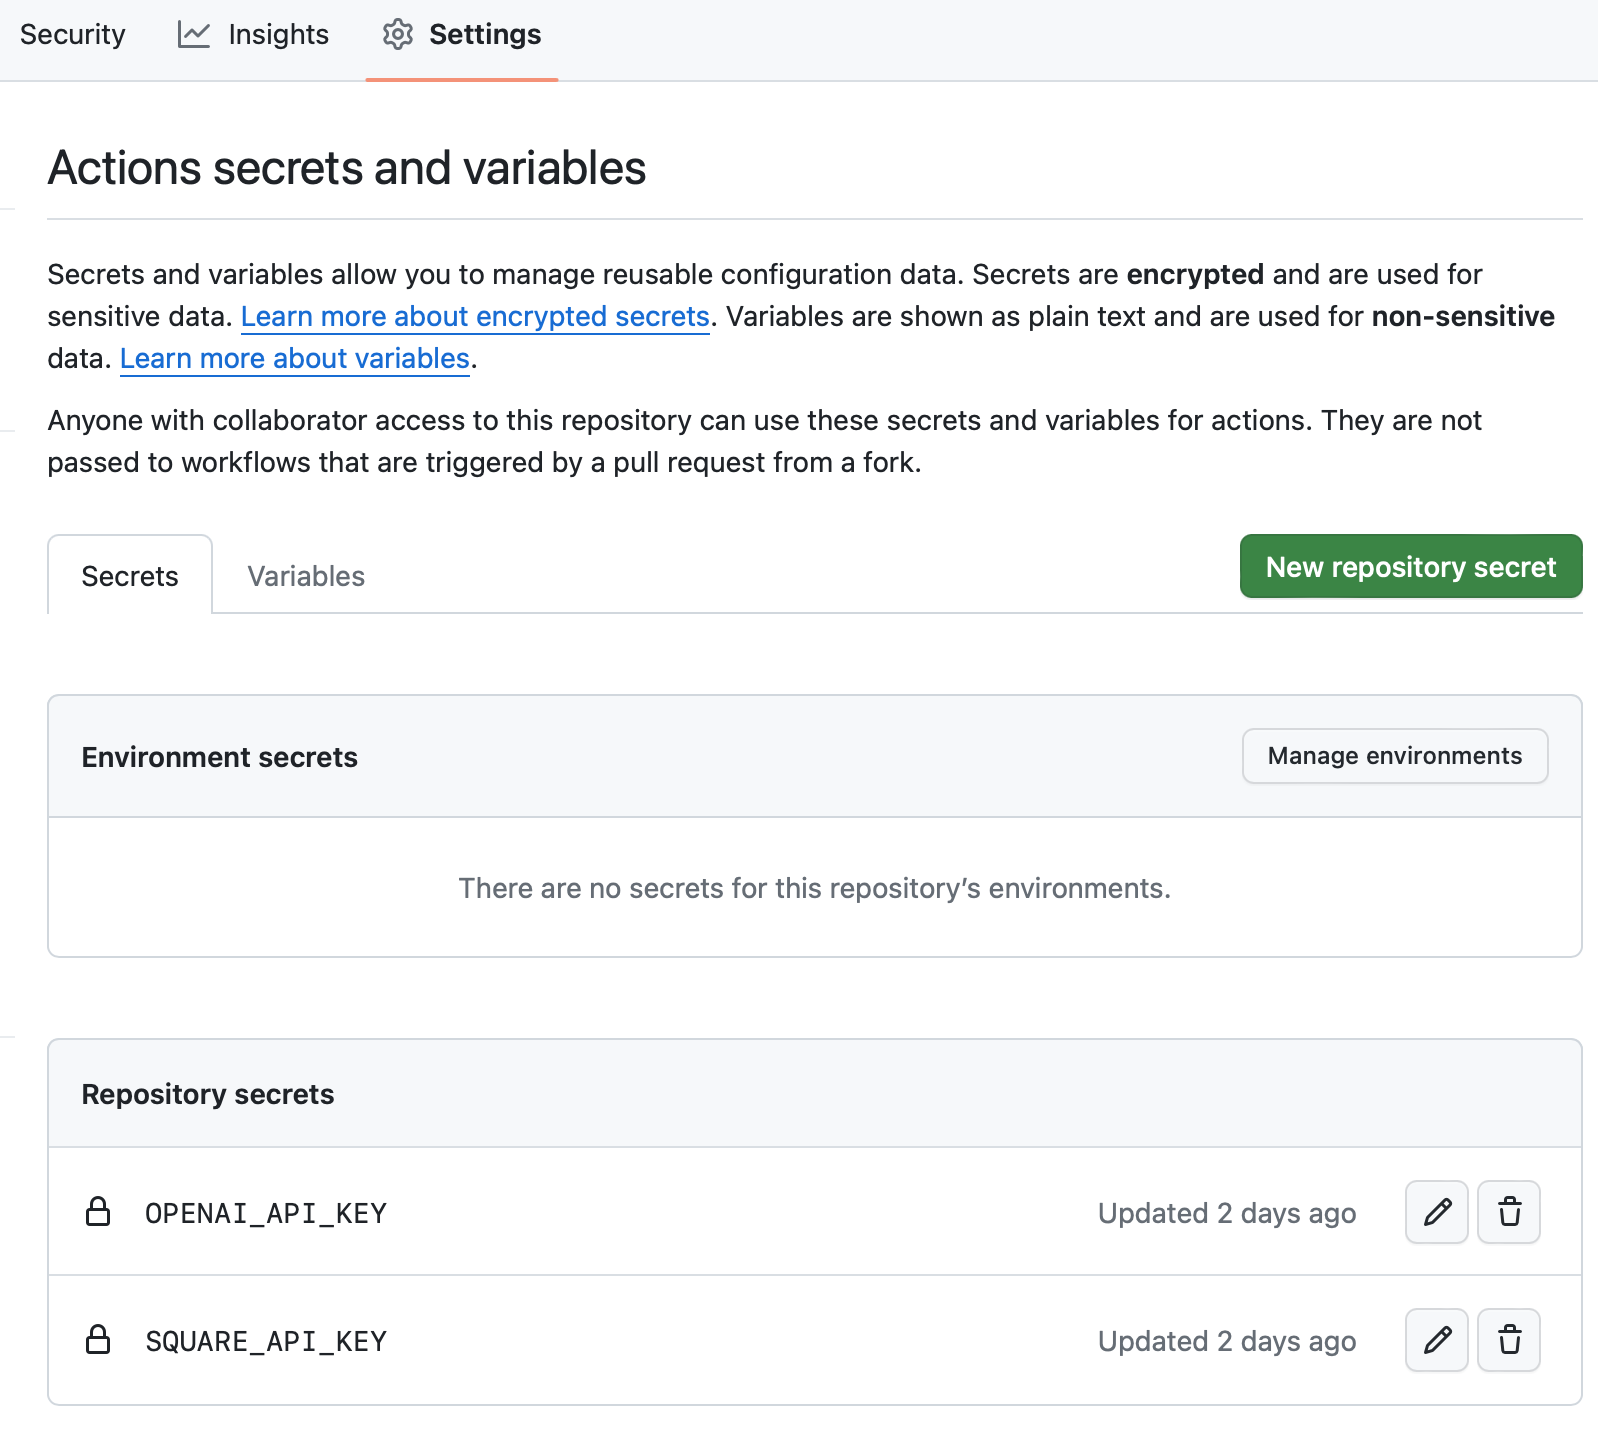 Security
Insights
Settings
Actions secrets and variables
Secrets and variables allow you to manage reusable configuration data. Secrets are encrypted and are used for
sensitive data. Learn more about encrypted secrets. Variables are shown as plain text and are used for non-sensitive
data. Learn more about variables.
Anyone with collaborator access to this repository can use these secrets and variables for actions. They are not
passed to workflows that are triggered by a pull request from a fork.
Secrets
Variables
New repository secret
Environment secrets
Manage environments
There are no secrets for this repository’s environments.
Repository secrets
OPENAI_API_KEY
Updated 2 days ago
SQUARE_API_KEY
Updated 2 days ago